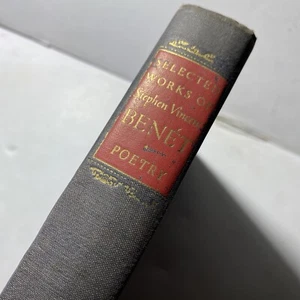 SELECTED
WORKS OF
Stephen Vincent
BENÉT
POETRY